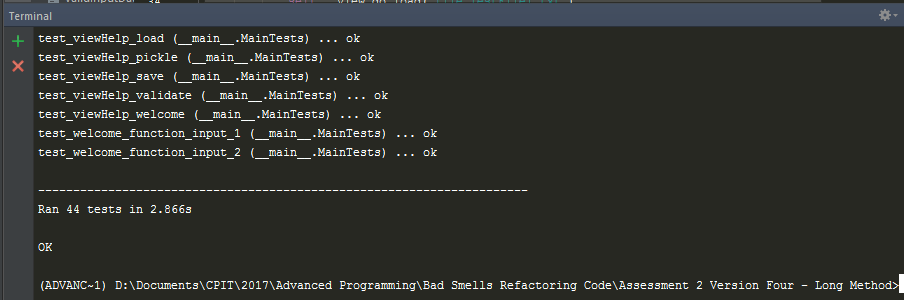 34
Terminal
test_viewHelp_load (__main__.MainTests) ... ok
test_viewHelp_pickle (__main__.MainTests) ... ok
test_viewHelp_save (__main__.MainTests) ... ok
test_viewHelp_validate (__main__.MainTests) ... ok
test_viewHelp_welcome (__main__.MainTests) ... ok
test_welcome_function_input_1 (__main__.MainTests) ... ok
test_welcome_function_input_2 (__main__.MainTests) ... ok
----------------------------------------------------------------------
Ran 44 tests in 2.866s
OK
(ADVANC~1) D:\Documents\CPIT\2017\Advanced Programming\Bad Smells Refactoring Code\Assessment 2 Version Four - Long Method>